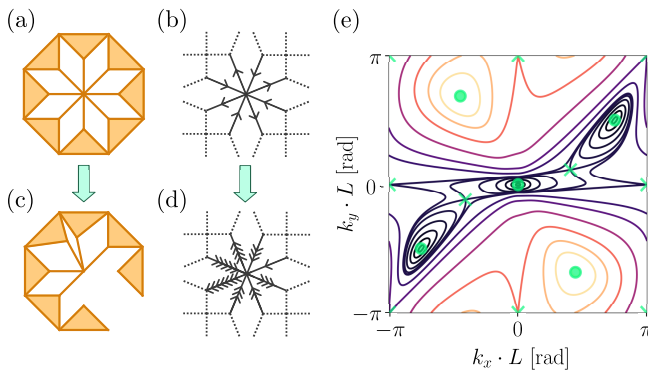 (a)
(b)
(e)
(c)
(d)
π
0
−π
k_y · L [rad]
−π
0
π
k_x · L [rad]